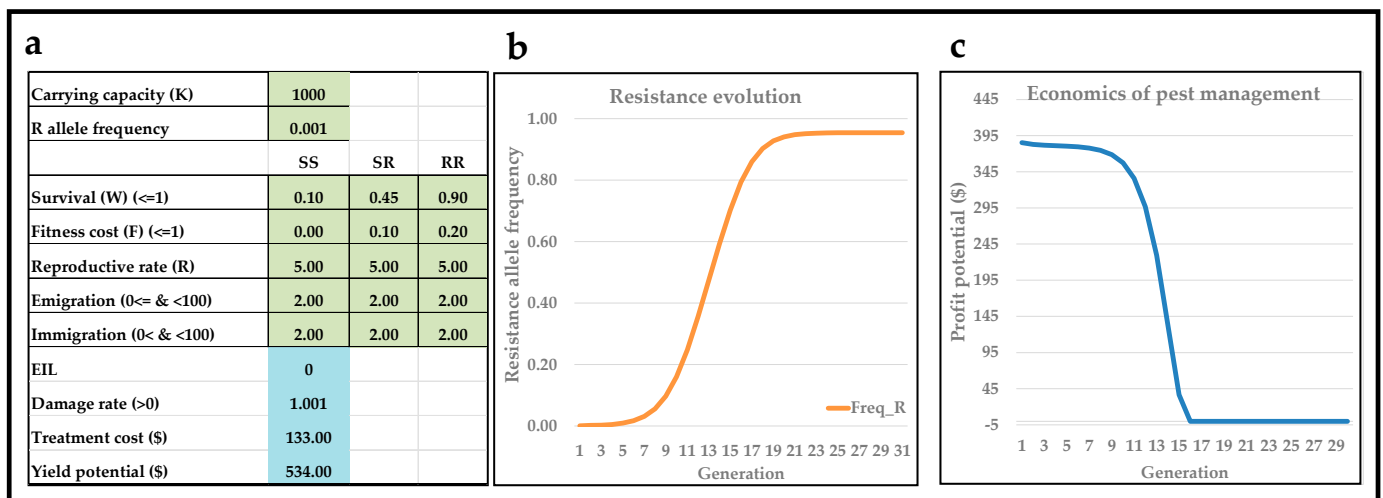 a
Carrying capacity (K) 1000
R allele frequency 0.001
SS SR RR
Survival (W) (<=1) 0.10 0.45 0.90
Fitness cost (F) (<=1) 0.00 0.10 0.20
Reproductive rate (R) 5.00 5.00 5.00
Emigration (0<= & <100) 2.00 2.00 2.00
Immigration (0< & <100) 2.00 2.00 2.00
EIL 0
Damage rate (>0) 1.001
Treatment cost ($) 133.00
Yield potential ($) 534.00
b
Resistance evolution
Resistance allele frequency
1.00
0.80
0.60
0.40
0.20
0.00
Freq_R
1 3 5 7 9 11 13 15 17 19 21 23 25 27 29 31
Generation
c
Economics of pest management
Profit potential ($)
445
395
345
295
245
195
145
95
45
-5
1 3 5 7 9 11 13 15 17 19 21 23 25 27 29
Generation